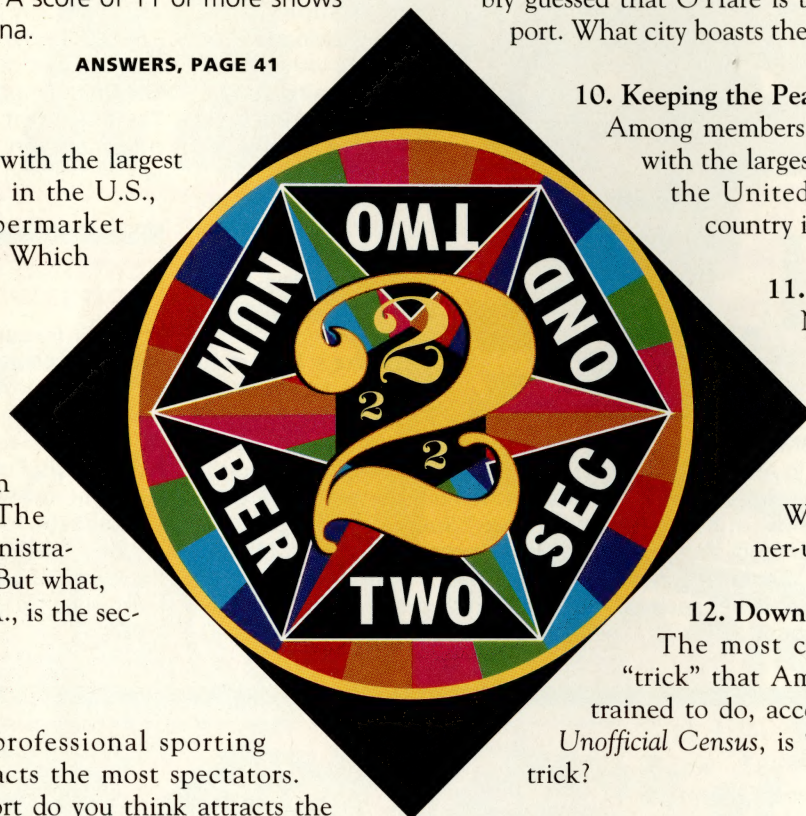 A score of 11 or more shows
na.
ANSWERS, PAGE 41
with the largest
in the U.S.,
permarket
Which
The
nistra-
But what,
., is the sec-
professional sporting
acts the most spectators.
ort do you think attracts the
TWO
NUM
OND
2
2
2
2
BER
SEC
TWO
bly guessed that O'Hare is t
port. What city boasts the
10. Keeping the Pea
Among members
with the larges
the United
country i
11.
W
ner-u
12. Down
The most c
"trick" that Am
trained to do, acco
Unofficial Census, is
trick?